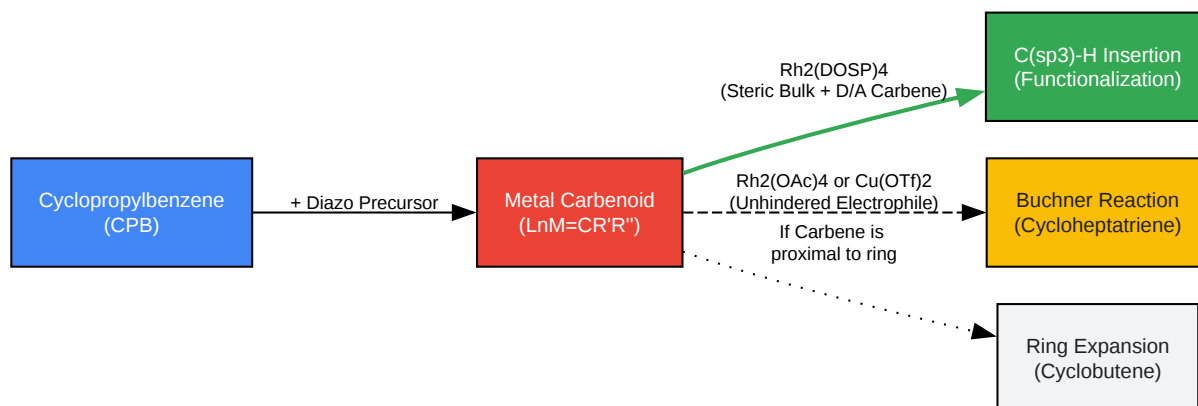 Cyclopropylbenzene
(CPB)
+ Diazo Precursor
Metal Carbenoid
(LnM=CR'R'')
Rh2(DOSP)4
(Steric Bulk + D/A Carbene)
C(sp3)-H Insertion
(Functionalization)
Rh2(OAc)4 or Cu(OTf)2
(Unhindered Electrophile)
Buchner Reaction
(Cycloheptatriene)
If Carbene is
proximal to ring
Ring Expansion
(Cyclobutene)